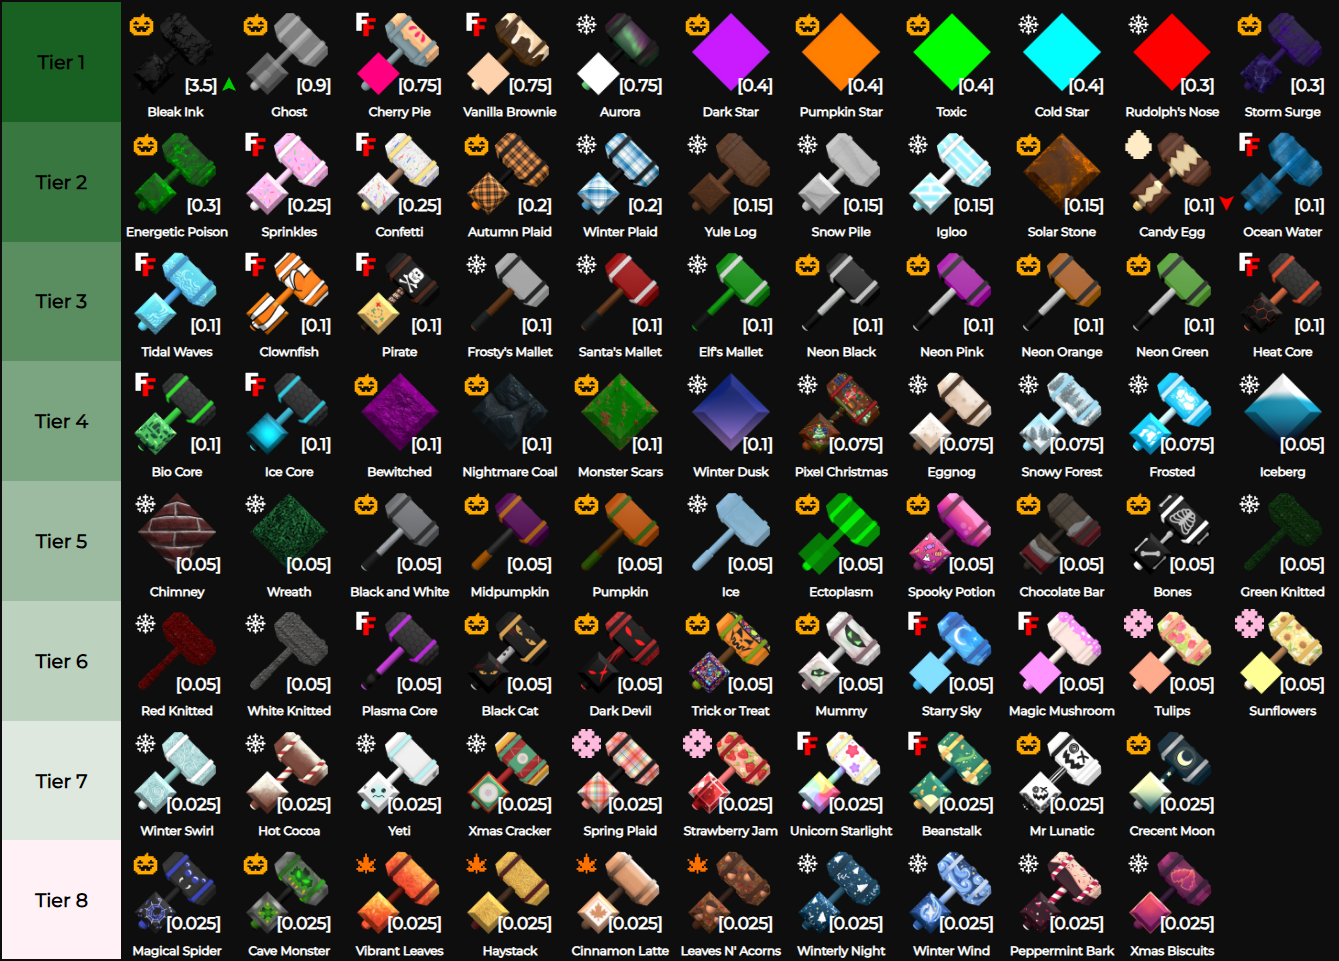 Tier 1
[3.5] [0.9] [0.75] [0.75] [0.75] [0.4] [0.4] [0.4] [0.4] [0.3] [0.3]
Bleak Ink Ghost Cherry Pie Vanilla Brownie Aurora Dark Star Pumpkin Star Toxic Cold Star Rudolph's Nose Storm Surge
Tier 2
[0.3] [0.25] [0.25] [0.2] [0.2] [0.15] [0.15] [0.15] [0.15] [0.1] [0.1]
Energetic Poison Sprinkles Confetti Autumn Plaid Winter Plaid Yule Log Snow Pile Igloo Solar Stone Candy Egg Ocean Water
Tier 3
[0.1] [0.1] [0.1] [0.1] [0.1] [0.1] [0.1] [0.1] [0.1] [0.1] [0.1]
Tidal Waves Clownfish Pirate Frosty's Mallet Santa's Mallet Elf's Mallet Neon Black Neon Pink Neon Orange Neon Green Heat Core
Tier 4
[0.1] [0.1] [0.1] [0.1] [0.1] [0.1] [0.075] [0.075] [0.075] [0.075] [0.05]
Bio Core Ice Core Bewitched Nightmare Coal Monster Scars Winter Dusk Pixel Christmas Eggnog Snowy Forest Frosted Iceberg
Tier 5
[0.05] [0.05] [0.05] [0.05] [0.05] [0.05] [0.05] [0.05] [0.05] [0.05] [0.05]
Chimney Wreath Black and White Midpumpkin Pumpkin Ice Ectoplasm Spooky Potion Chocolate Bar Bones Green Knitted
Tier 6
[0.05] [0.05] [0.05] [0.05] [0.05] [0.05] [0.05] [0.05] [0.05] [0.05] [0.05]
Red Knitted White Knitted Plasma Core Black Cat Dark Devil Trick or Treat Mummy Starry Sky Magic Mushroom Tulips Sunflowers
Tier 7
[0.025] [0.025] [0.025] [0.025] [0.025] [0.025] [0.025] [0.025] [0.025] [0.025]
Winter Swirl Hot Cocoa Yeti Xmas Cracker Spring Plaid Strawberry Jam Unicorn Starlight Beanstalk Mr Lunatic Crecent Moon
Tier 8
[0.025] [0.025] [0.025] [0.025] [0.025] [0.025] [0.025] [0.025] [0.025] [0.025]
Magical Spider Cave Monster Vibrant Leaves Haystack Cinnamon Latte Leaves N' Acorns Winterly Night Winter Wind Peppermint Bark Xmas Biscuits